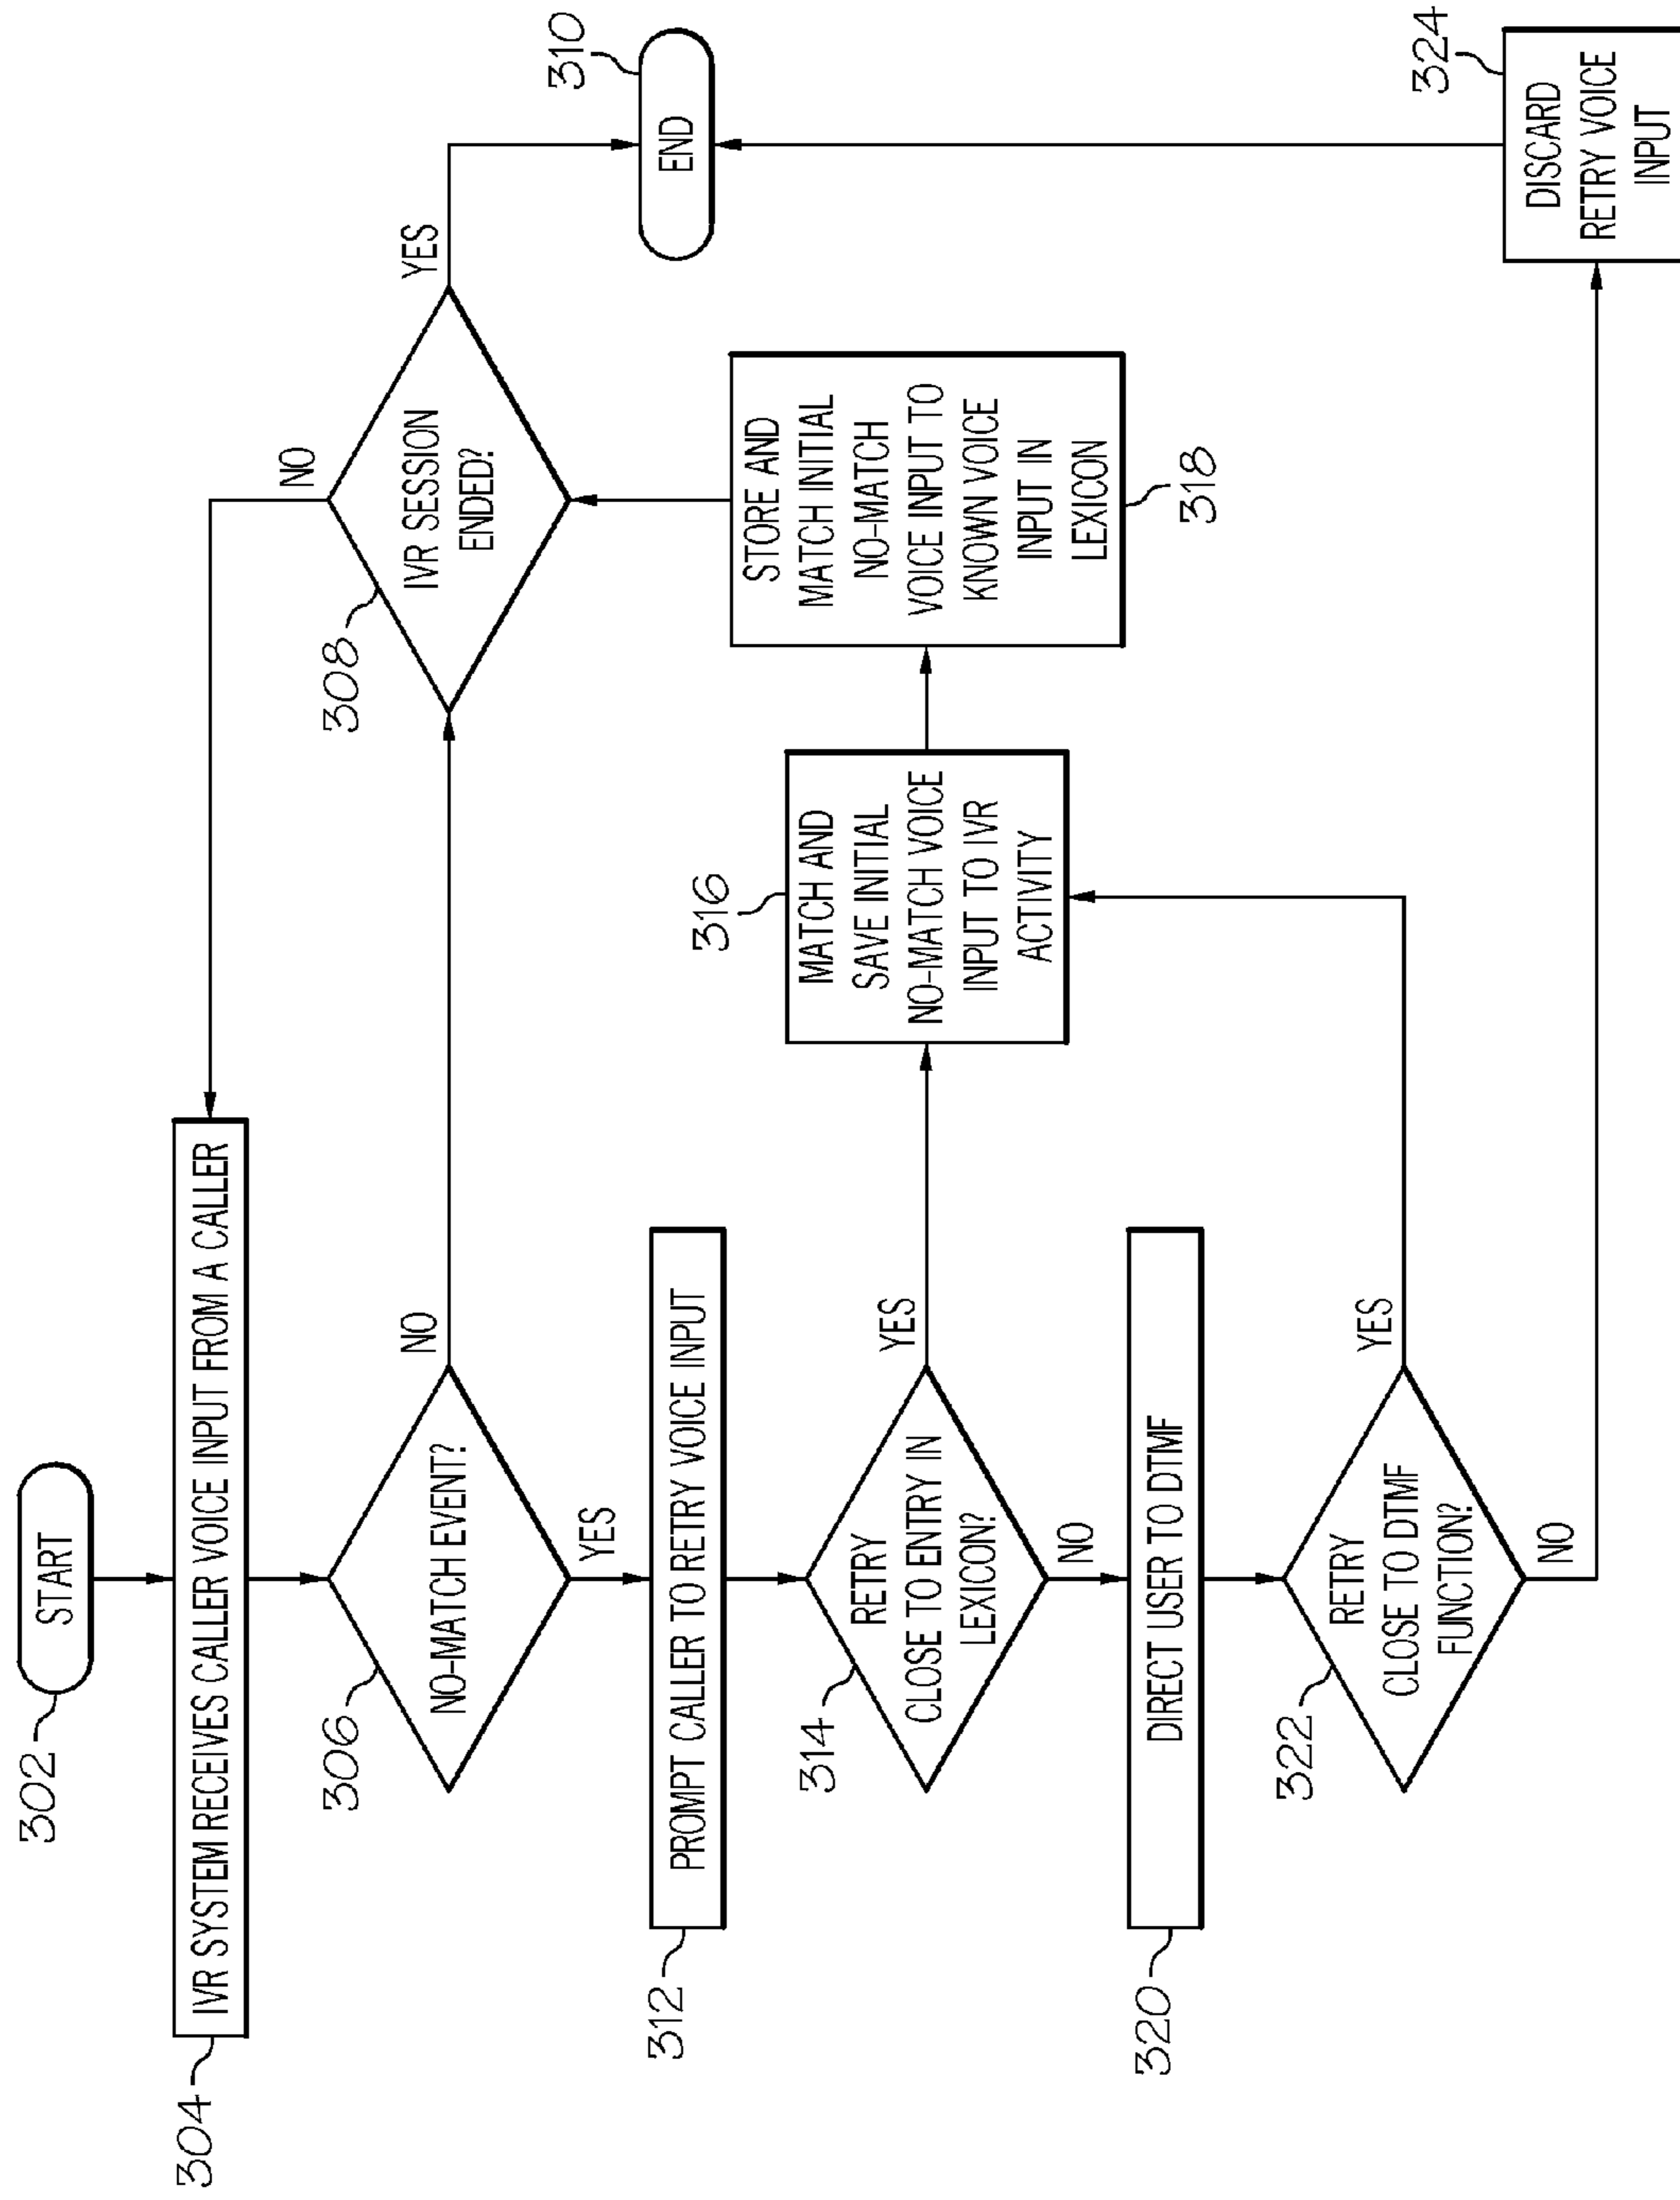 302
START
304
IVR SYSTEM RECEIVES CALLER VOICE INPUT FROM A CALLER
306
NO-MATCH EVENT?
NO
YES
308
IVR SESSION
ENDED?
NO
YES
310
END
312
PROMPT CALLER TO RETRY VOICE INPUT
314
RETRY
CLOSE TO ENTRY IN
LEXICON?
YES
NO
316
MATCH AND
SAVE INITIAL
NO-MATCH VOICE
INPUT TO IVR
ACTIVITY
STORE AND
MATCH INITIAL
NO-MATCH
VOICE INPUT TO
KNOWN VOICE
INPUT IN
LEXICON
318
320
DIRECT USER TO DTMF
322
RETRY
CLOSE TO DTMF
FUNCTION?
YES
NO
324
DISCARD
RETRY VOICE
INPUT